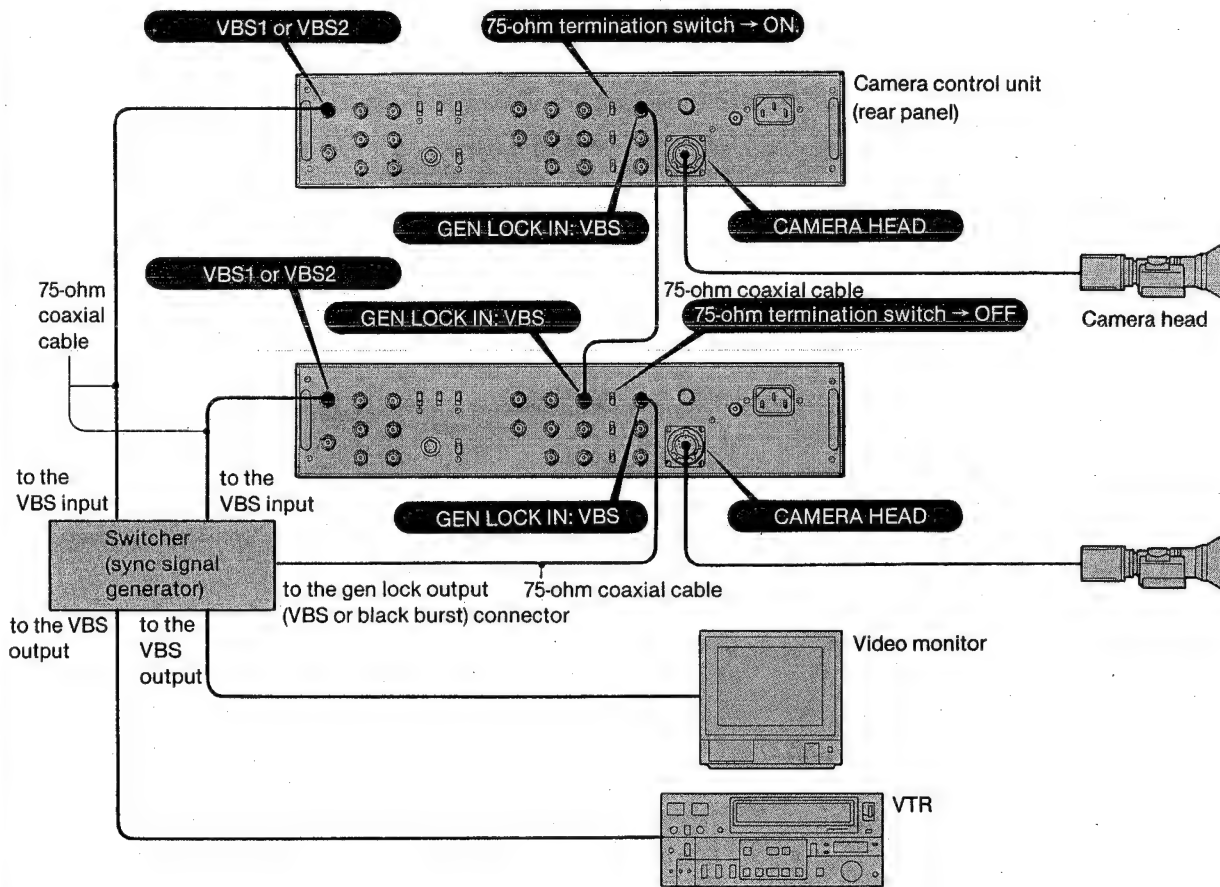 VBS1 or VBS2
75-ohm termination switch → ON.
Camera control unit
(rear panel)
GEN LOCK IN: VBS
CAMERA HEAD
VBS1 or VBS2
75-ohm
coaxial
cable
GEN LOCK IN: VBS
75-ohm coaxial cable
75-ohm termination switch → OFF
Camera head
to the
VBS input
to the
VBS input
GEN LOCK IN: VBS
CAMERA HEAD
Switcher
(sync signal
generator)
to the gen lock output
(VBS or black burst) connector
75-ohm coaxial cable
to the VBS
output
to the
VBS
output
Video monitor
VTR